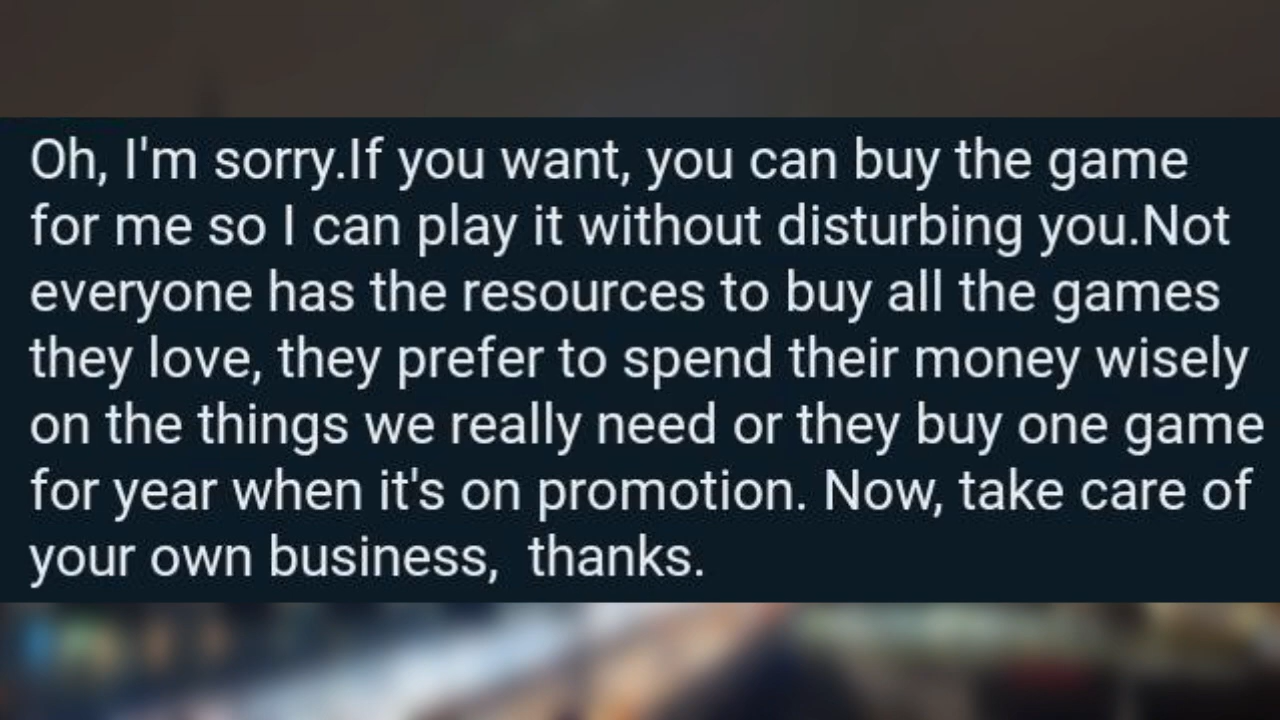 Oh, I'm sorry.If you want, you can buy the game
for me so I can play it without disturbing you.Not
everyone has the resources to buy all the games
they love, they prefer to spend their money wisely
on the things we really need or they buy one game
for year when it's on promotion. Now, take care of
your own business,  thanks.